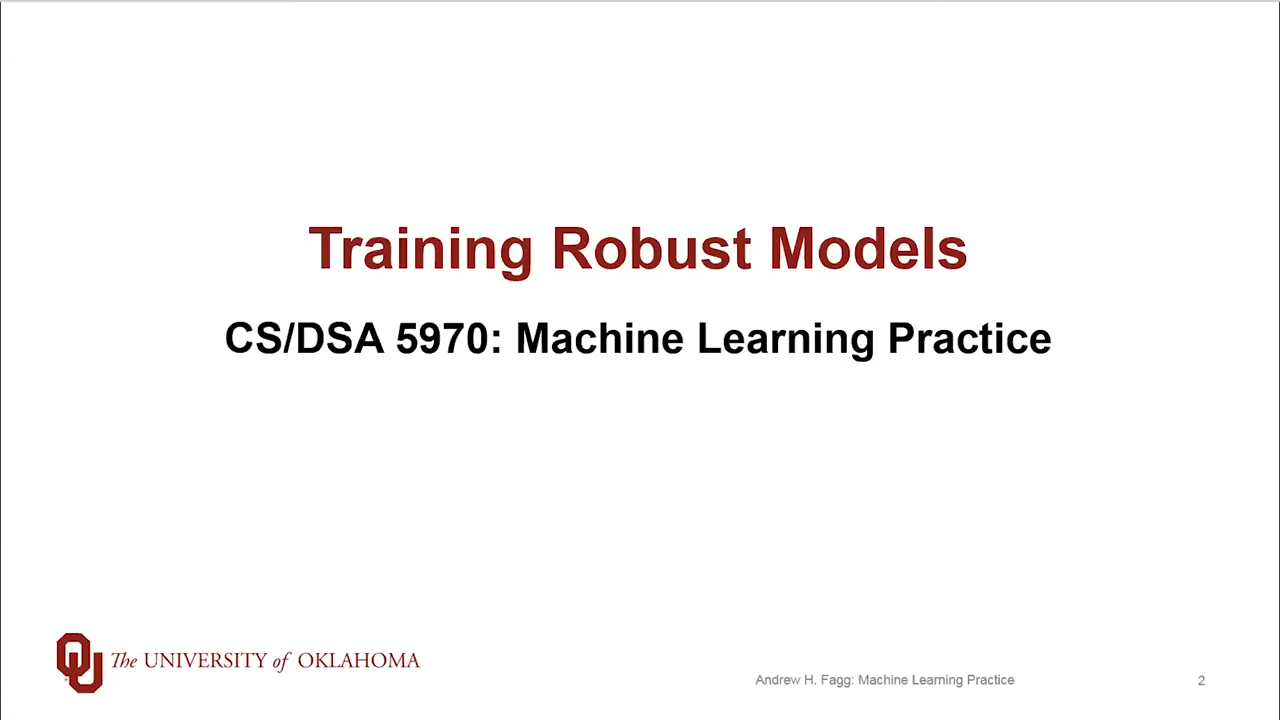 Training Robust Models
CS/DSA 5970: Machine Learning Practice
The UNIVERSITY of OKLAHOMA
Andrew H. Fagg: Machine Learning Practice
2